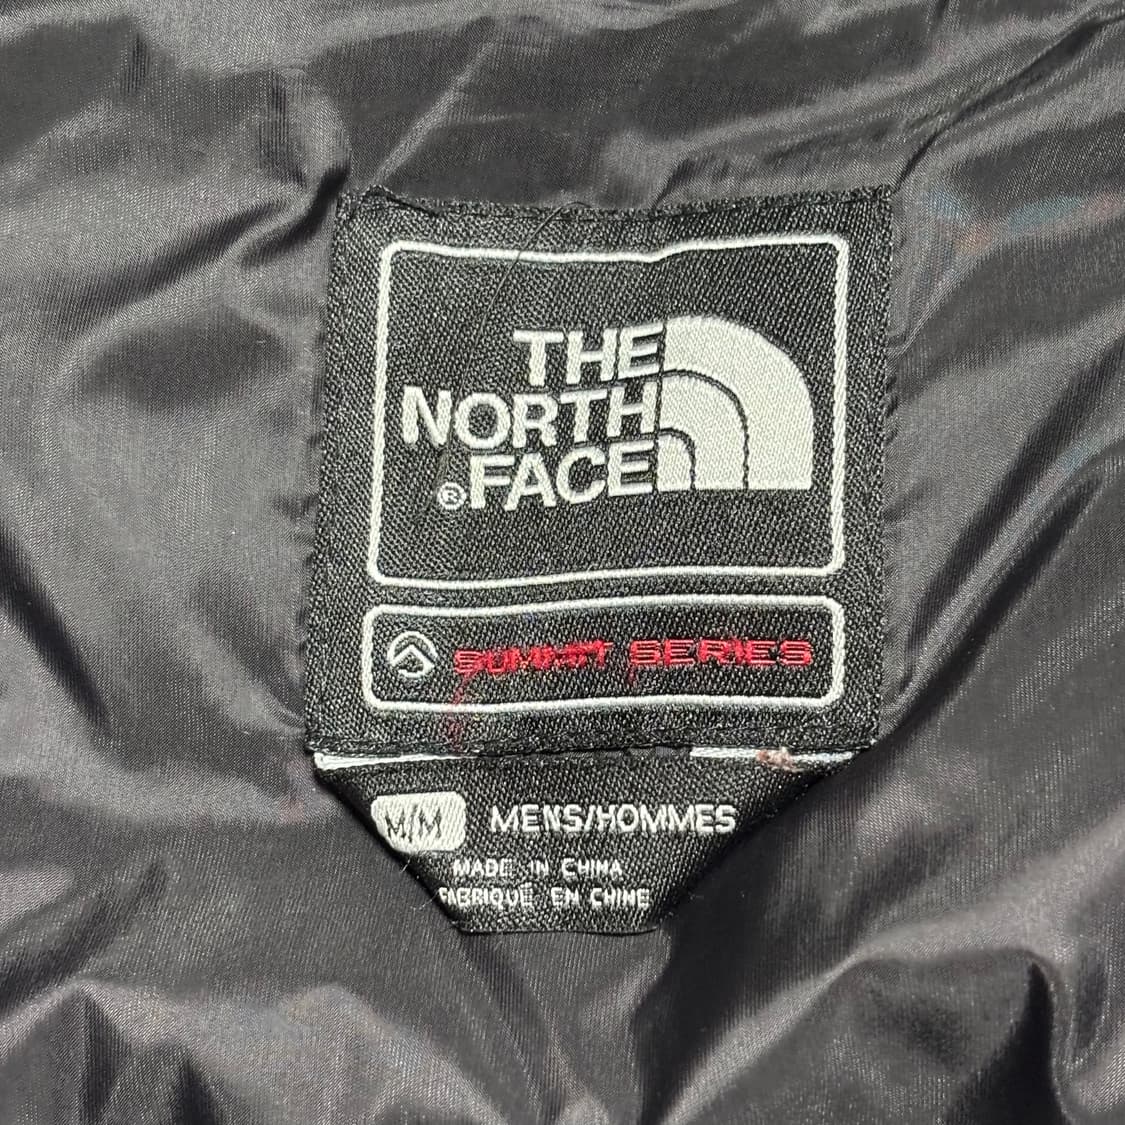 THE
NORTH
FACE
®
SUMMIT SERIES
M/M MENS/HOMMES
MADE IN CHINA
FABRIQUÉ EN CHINE